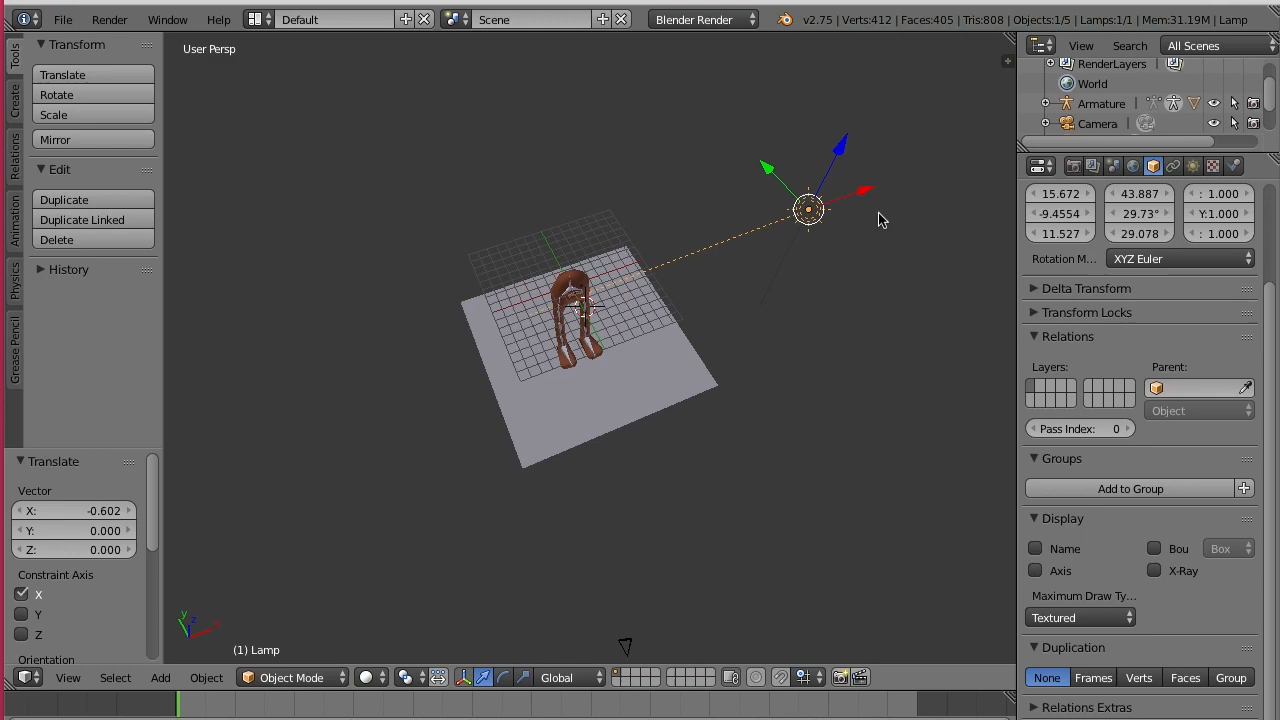 File Render Window Help Default Scene Blender Render v2.75 | Verts:412 | Faces:405 | Tris:808 | Objects:1/5 | Lamps:1/1 | Mem:31.19M | Lamp
Tools
Create
Relations
Animation
Physics
Grease Pencil
Transform
Translate
Rotate
Scale
Mirror
Edit
Duplicate
Duplicate Linked
Delete
History
Translate
Vector
X: -0.602
Y: 0.000
Z: 0.000
Constraint Axis
X
Y
Z
Orientation
User Persp
(1) Lamp
View Select Add Object Object Mode Global
View Search All Scenes
RenderLayers
World
Armature
Camera
15.672 43.887 : 1.000
-9.4554 29.73° Y:1.000
11.527 29.078 : 1.000
Rotation M... XYZ Euler
Delta Transform
Transform Locks
Relations
Layers: Parent:
Object
Pass Index: 0
Groups
Add to Group
Display
Name Bou Box
Axis X-Ray
Maximum Draw Ty...
Textured
Duplication
None Frames Verts Faces Group
Relations Extras